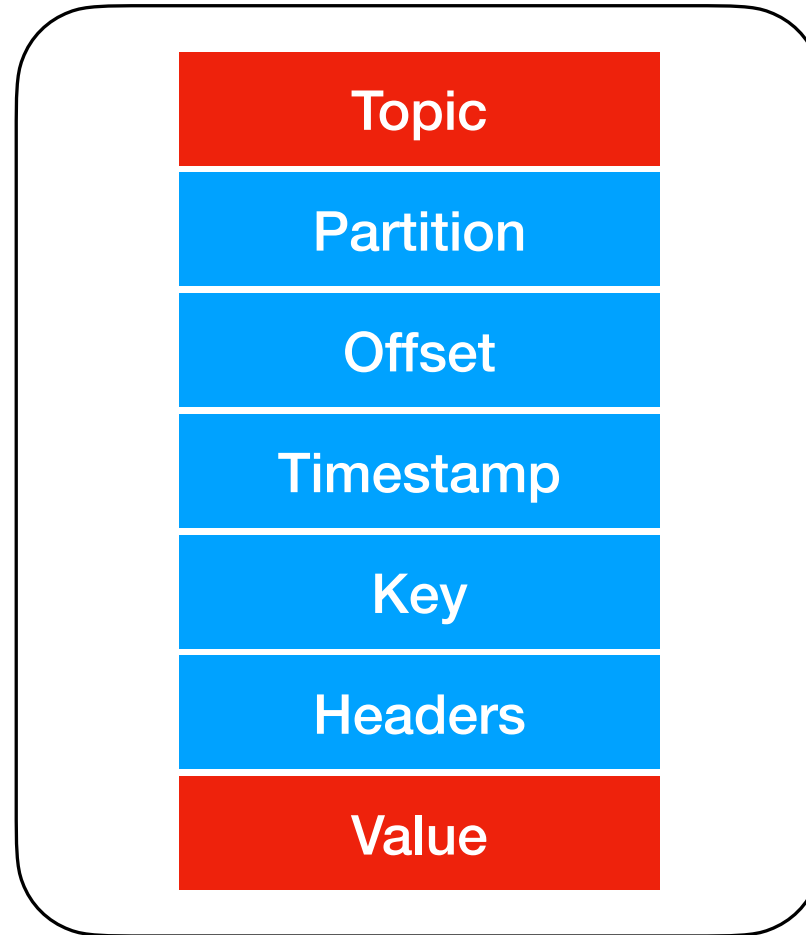 Topic
Partition
Offset
Timestamp
Key
Headers
Value